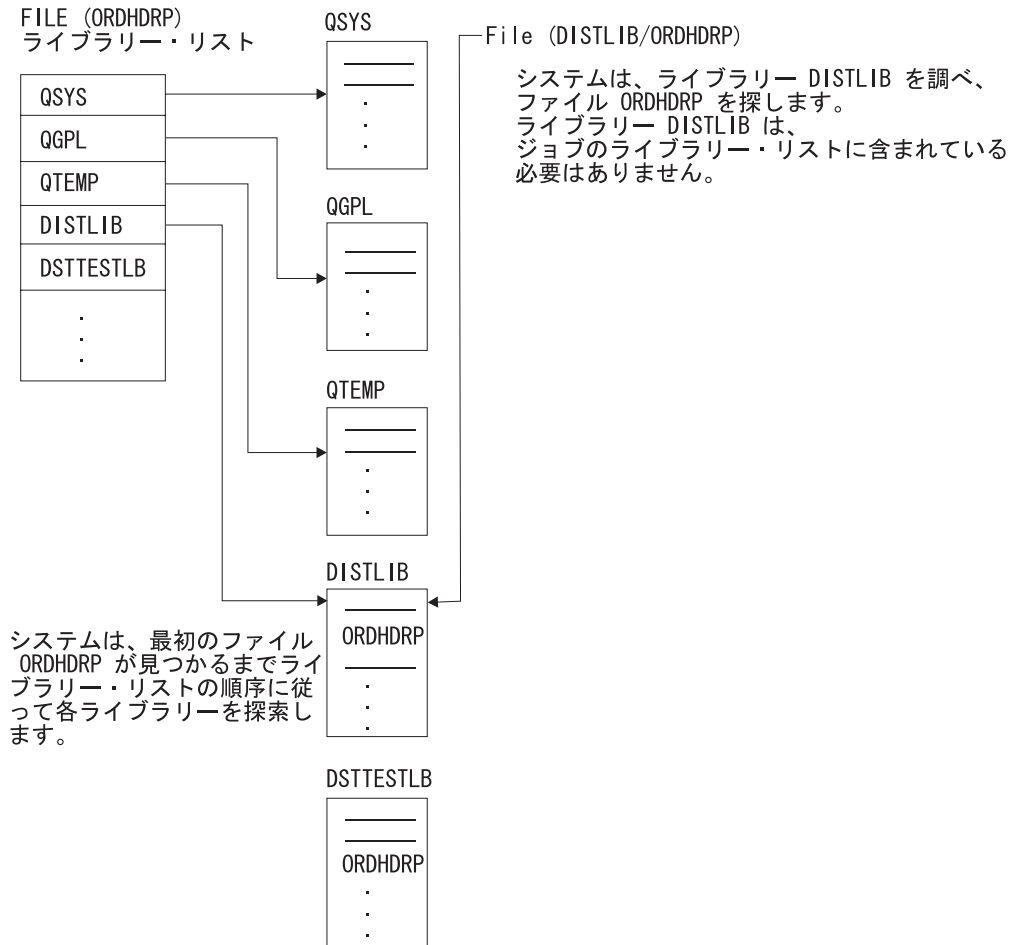 FILE (ORDHDRP)
ライブラリー・リスト
QSYS
QGPL
QTEMP
DISTLIB
DSTTESTLB
システムは、最初のファイル
ORDHDRP が見つかるまでライ
ブラリー・リストの順序に従
って各ライブラリーを探索し
ます。
QSYS
QGPL
QTEMP
DISTLIB
ORDHDRP
DSTTESTLB
ORDHDRP
File (DISTLIB/ORDHDRP)
システムは、ライブラリー DISTLIB を調べ、
ファイル ORDHDRP を探します。
ライブラリー DISTLIB は、
ジョブのライブラリー・リストに含まれている
必要はありません。